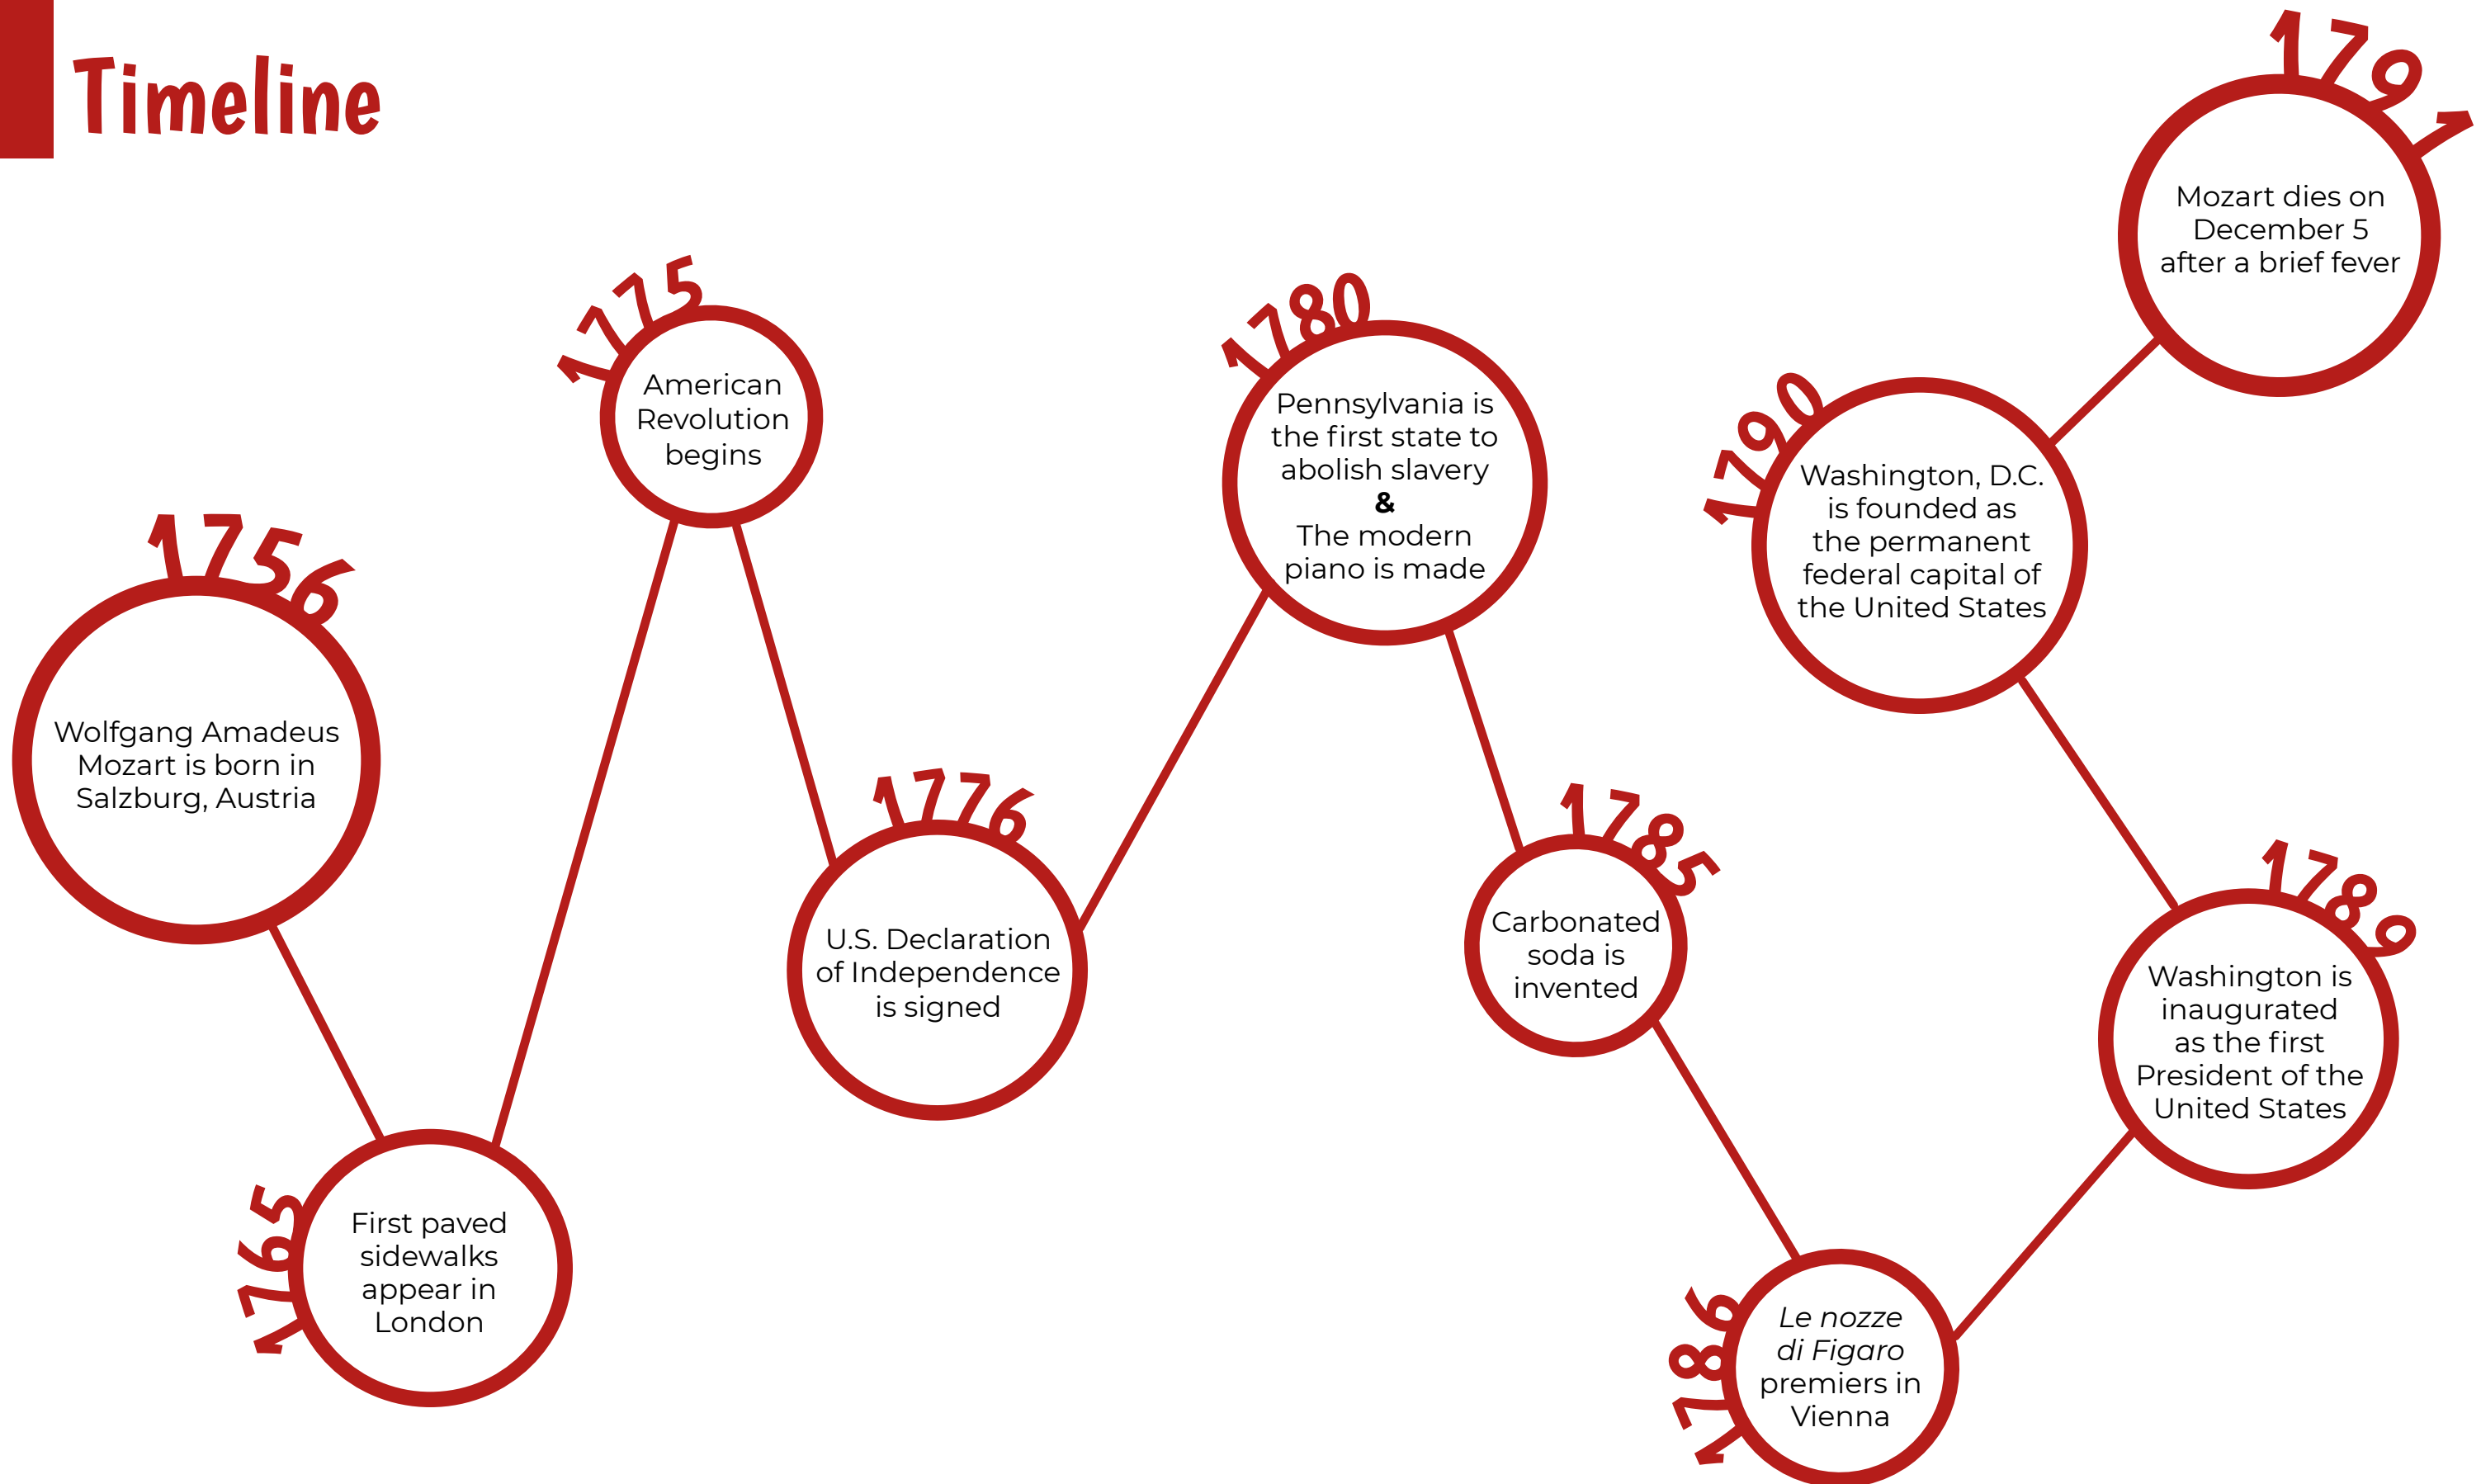 Timeline
1756
Wolfgang Amadeus
Mozart is born in
Salzburg, Austria
1765
First paved
sidewalks
appear in
London
1775
American
Revolution
begins
1776
U.S. Declaration
of Independence
is signed
1780
Pennsylvania is
the first state to
abolish slavery
&
The modern
piano is made
1785
Carbonated
soda is
invented
1786
Le nozze
di Figaro
premiers in
Vienna
1789
Washington is
inaugurated
as the first
President of the
United States
1790
Washington, D.C.
is founded as
the permanent
federal capital of
the United States
1791
Mozart dies on
December 5
after a brief fever